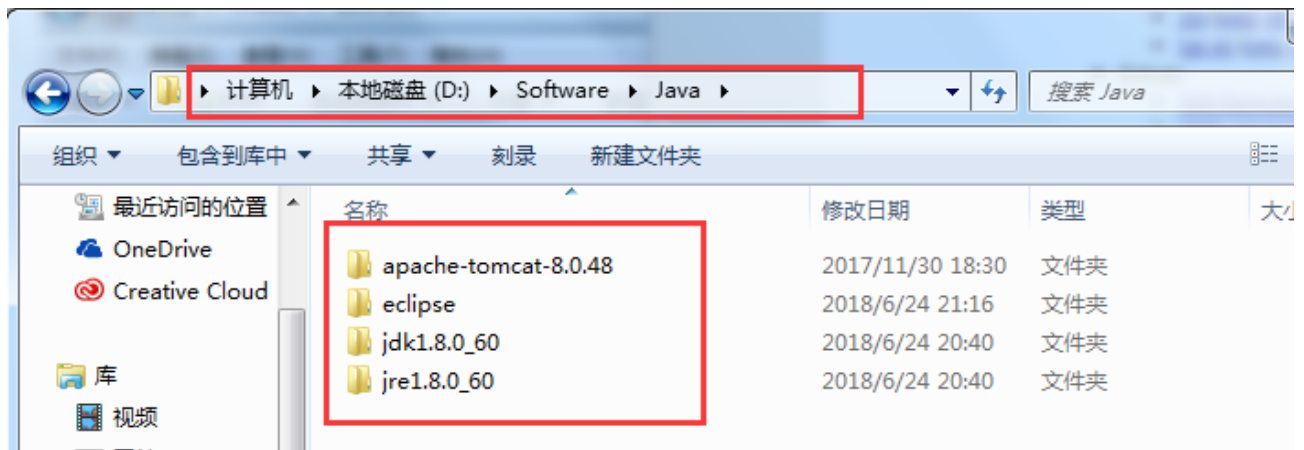 计算机 本地磁盘 (D:) Software Java 搜索 Java
组织 包含到库中 共享 刻录 新建文件夹
最近访问的位置
OneDrive
Creative Cloud
库
视频
名称 修改日期 类型
apache-tomcat-8.0.48 2017/11/30 18:30 文件夹
eclipse 2018/6/24 21:16 文件夹
jdk1.8.0_60 2018/6/24 20:40 文件夹
jre1.8.0_60 2018/6/24 20:40 文件夹